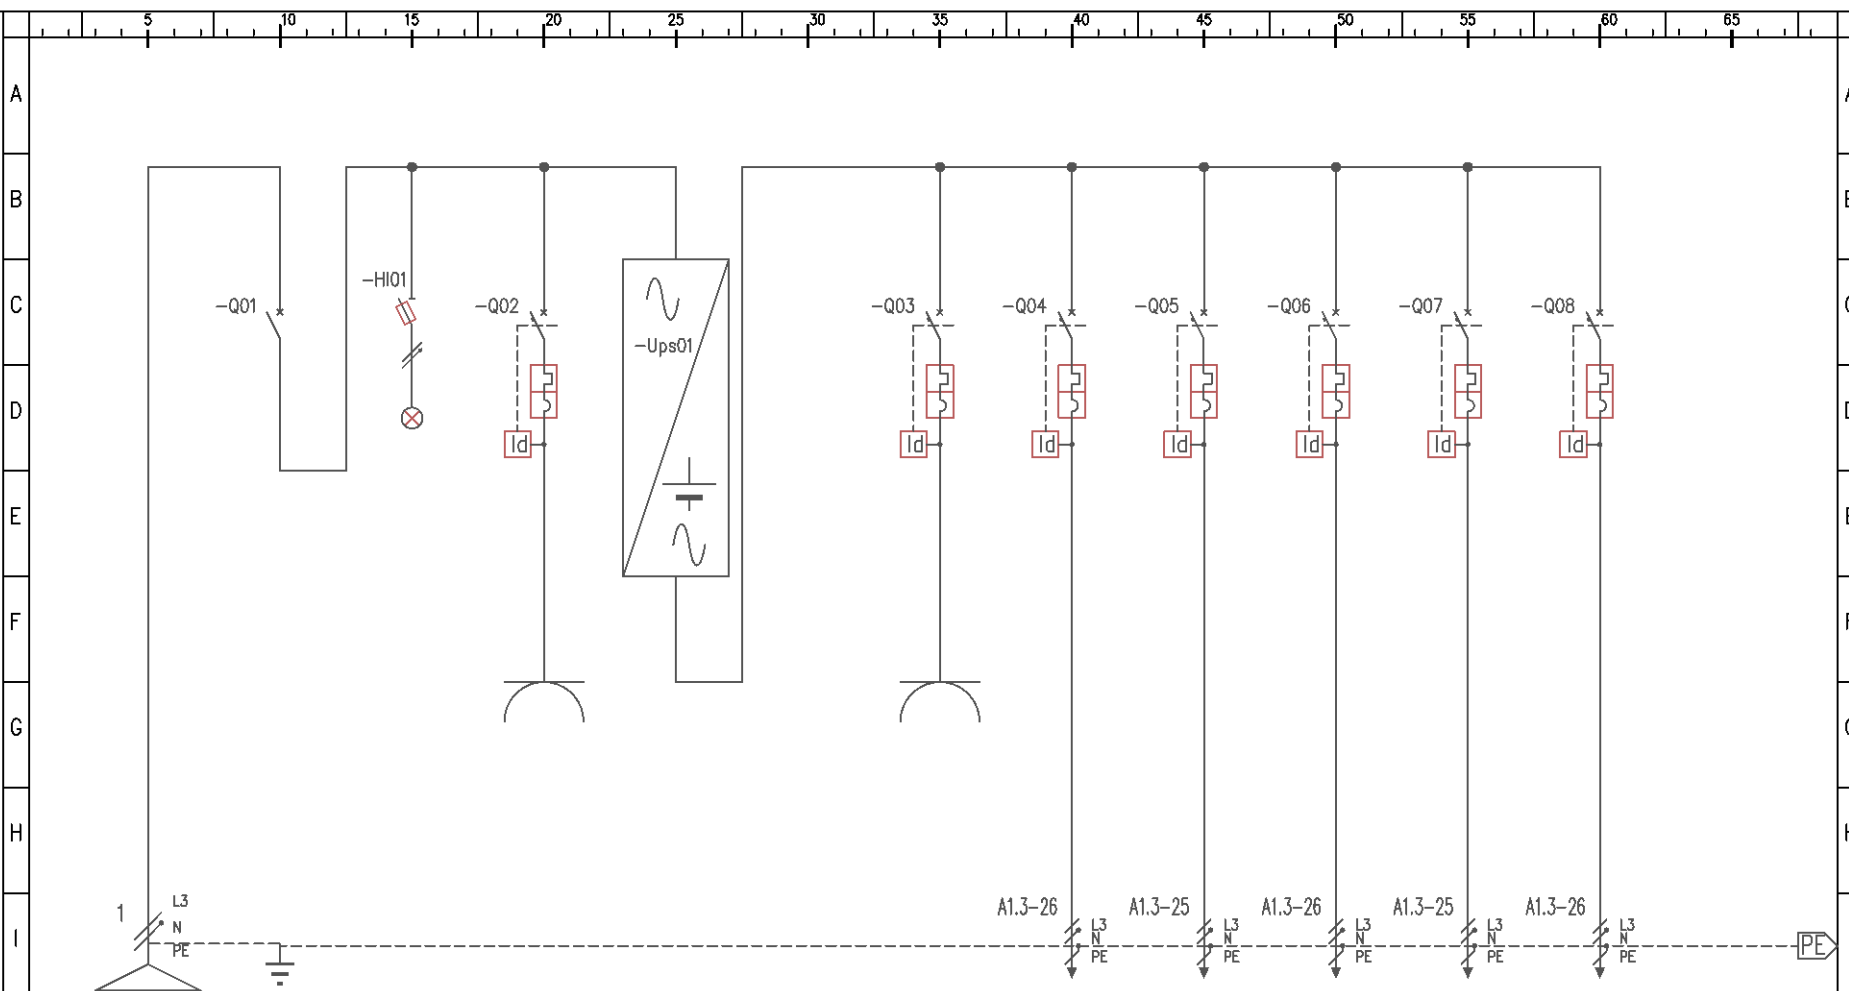 5 10 15 20 25 30 35 40 45 50 55 60 65
A
B
-HI01
C -Q01 -Q02 -Q03 -Q04 -Q05 -Q06 -Q07 -Q08
-Ups01
D
Id Id Id Id Id Id Id
E
F
G
H
1 L3 A1.3-26 A1.3-25 A1.3-26 A1.3-25 A1.3-26
N L3 L3 L3 L3 L3
I N N N N N
PE PE PE PE PE PE PE